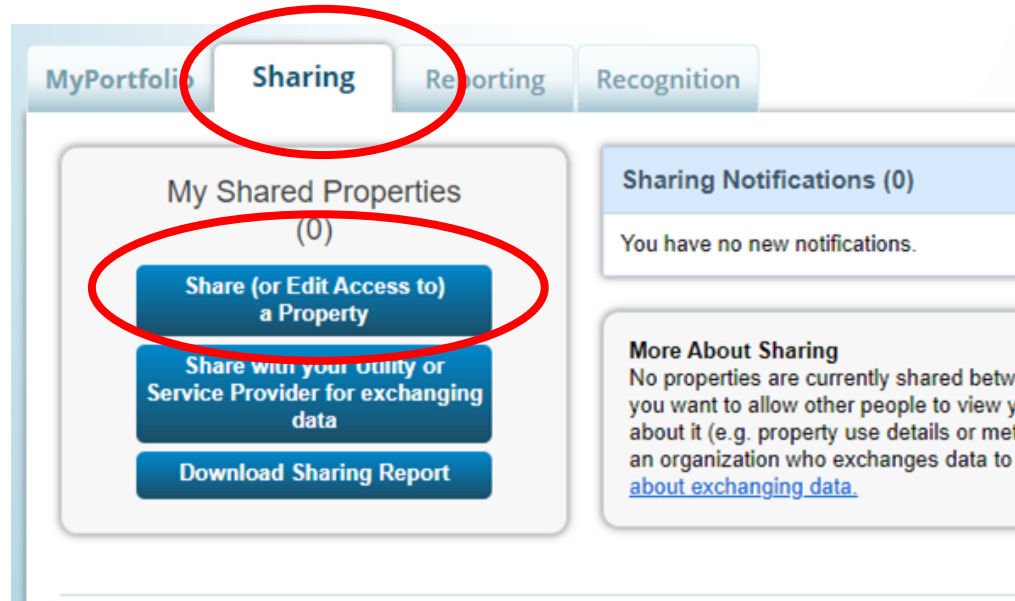 MyPortfolio Sharing Reporting Recognition
My Shared Properties
(0)
Share (or Edit Access to)
a Property
Share with your Utility or
Service Provider for exchanging
data
Download Sharing Report
Sharing Notifications (0)
You have no new notifications.
More About Sharing
No properties are currently shared
you want to allow other people to view
about it (e.g. property use details or
an organization who exchanges data to
about exchanging data.